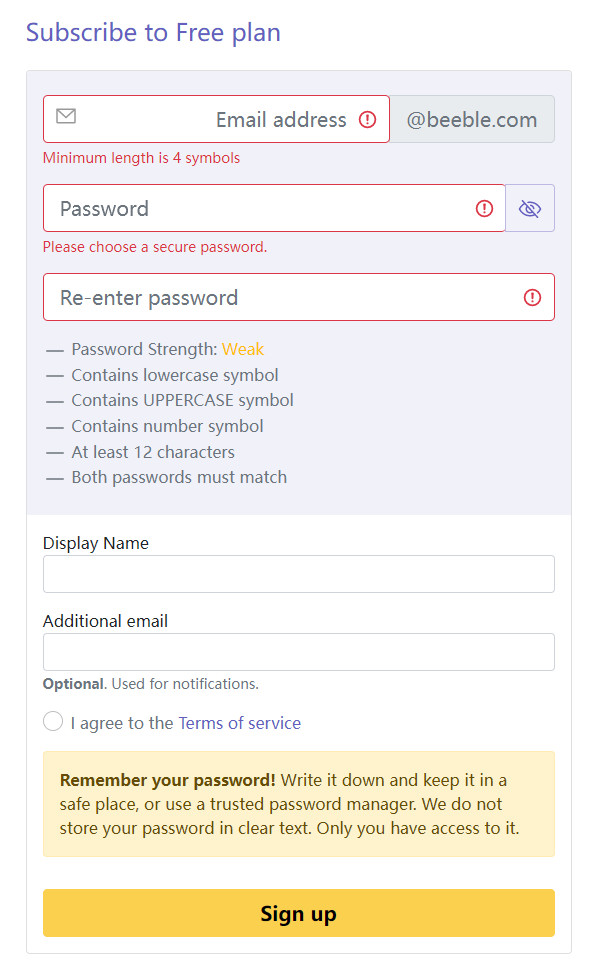 Subscribe to Free plan
Email address @beeble.com
Minimum length is 4 symbols
Password
Please choose a secure password.
Re-enter password
— Password Strength: Weak
— Contains lowercase symbol
— Contains UPPERCASE symbol
— Contains number symbol
— At least 12 characters
— Both passwords must match
Display Name
Additional email
Optional. Used for notifications.
I agree to the Terms of service
Remember your password! Write it down and keep it in a
safe place, or use a trusted password manager. We do not
store your password in clear text. Only you have access to it.
Sign up